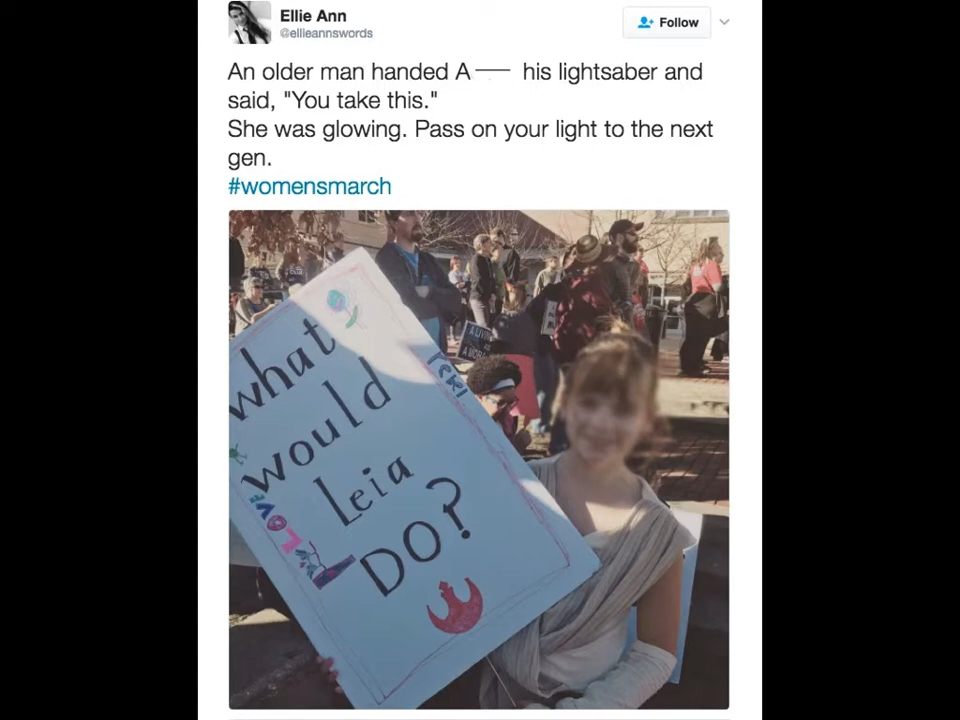 Ellie Ann
@ellieannswords
Follow
An older man handed A—— his lightsaber and
said, "You take this."
She was glowing. Pass on your light to the next
gen.
#womensmarch
what
would
Leia
DO?
LOVE